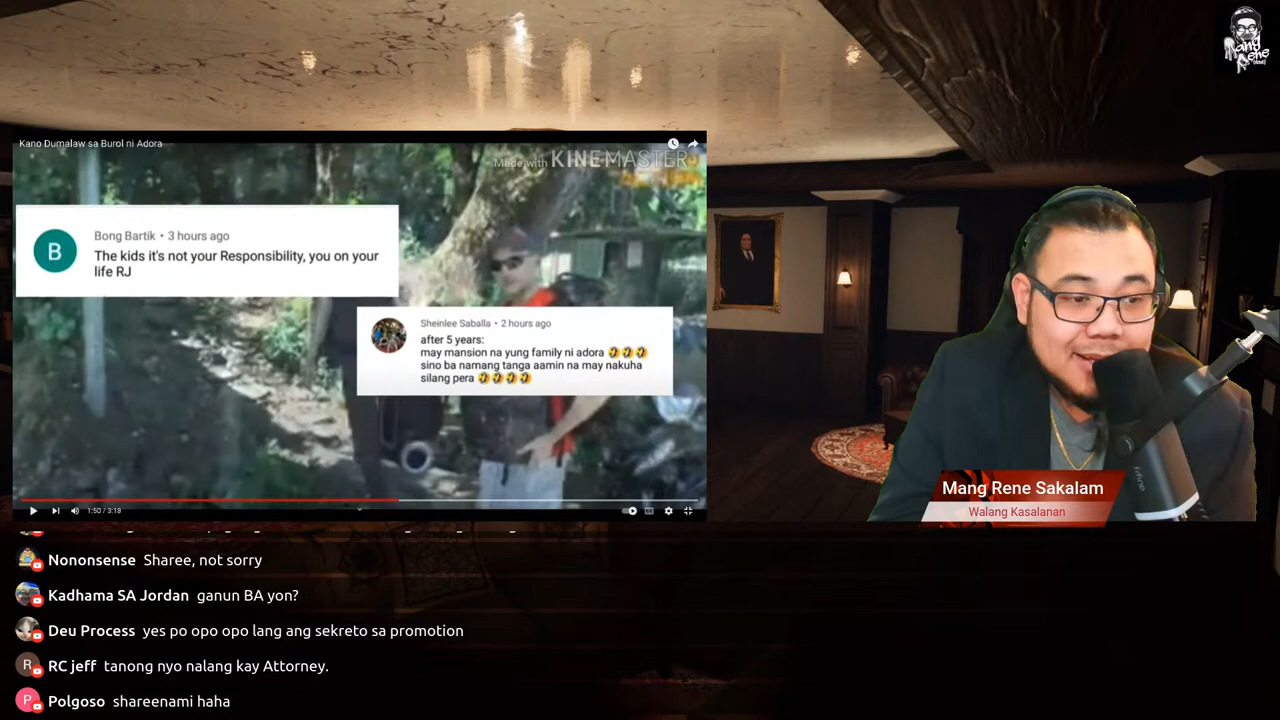 Mang
Rene
Kano Dumalaw sa Burol ni Adora
Made with KINEMASTER
B
Bong Bartik • 3 hours ago
The kids it's not your Responsibility, you on your
life RJ
Sheinlee Saballa • 2 hours ago
after 5 years:
may mansion na yung family ni adora 🤣🤣🤣
sino ba namang tanga aamin na may nakuha
silang pera 🤣🤣🤣🤣
1:50 / 3:18
Mang Rene Sakalam
Walang Kasalanan
Nononsense Sharee, not sorry
Kadhama SA Jordan ganun BA yon?
Deu Process yes po opo opo lang ang sekreto sa promotion
R
RC jeff tanong nyo nalang kay Attorney.
P
Polgoso shareenami haha